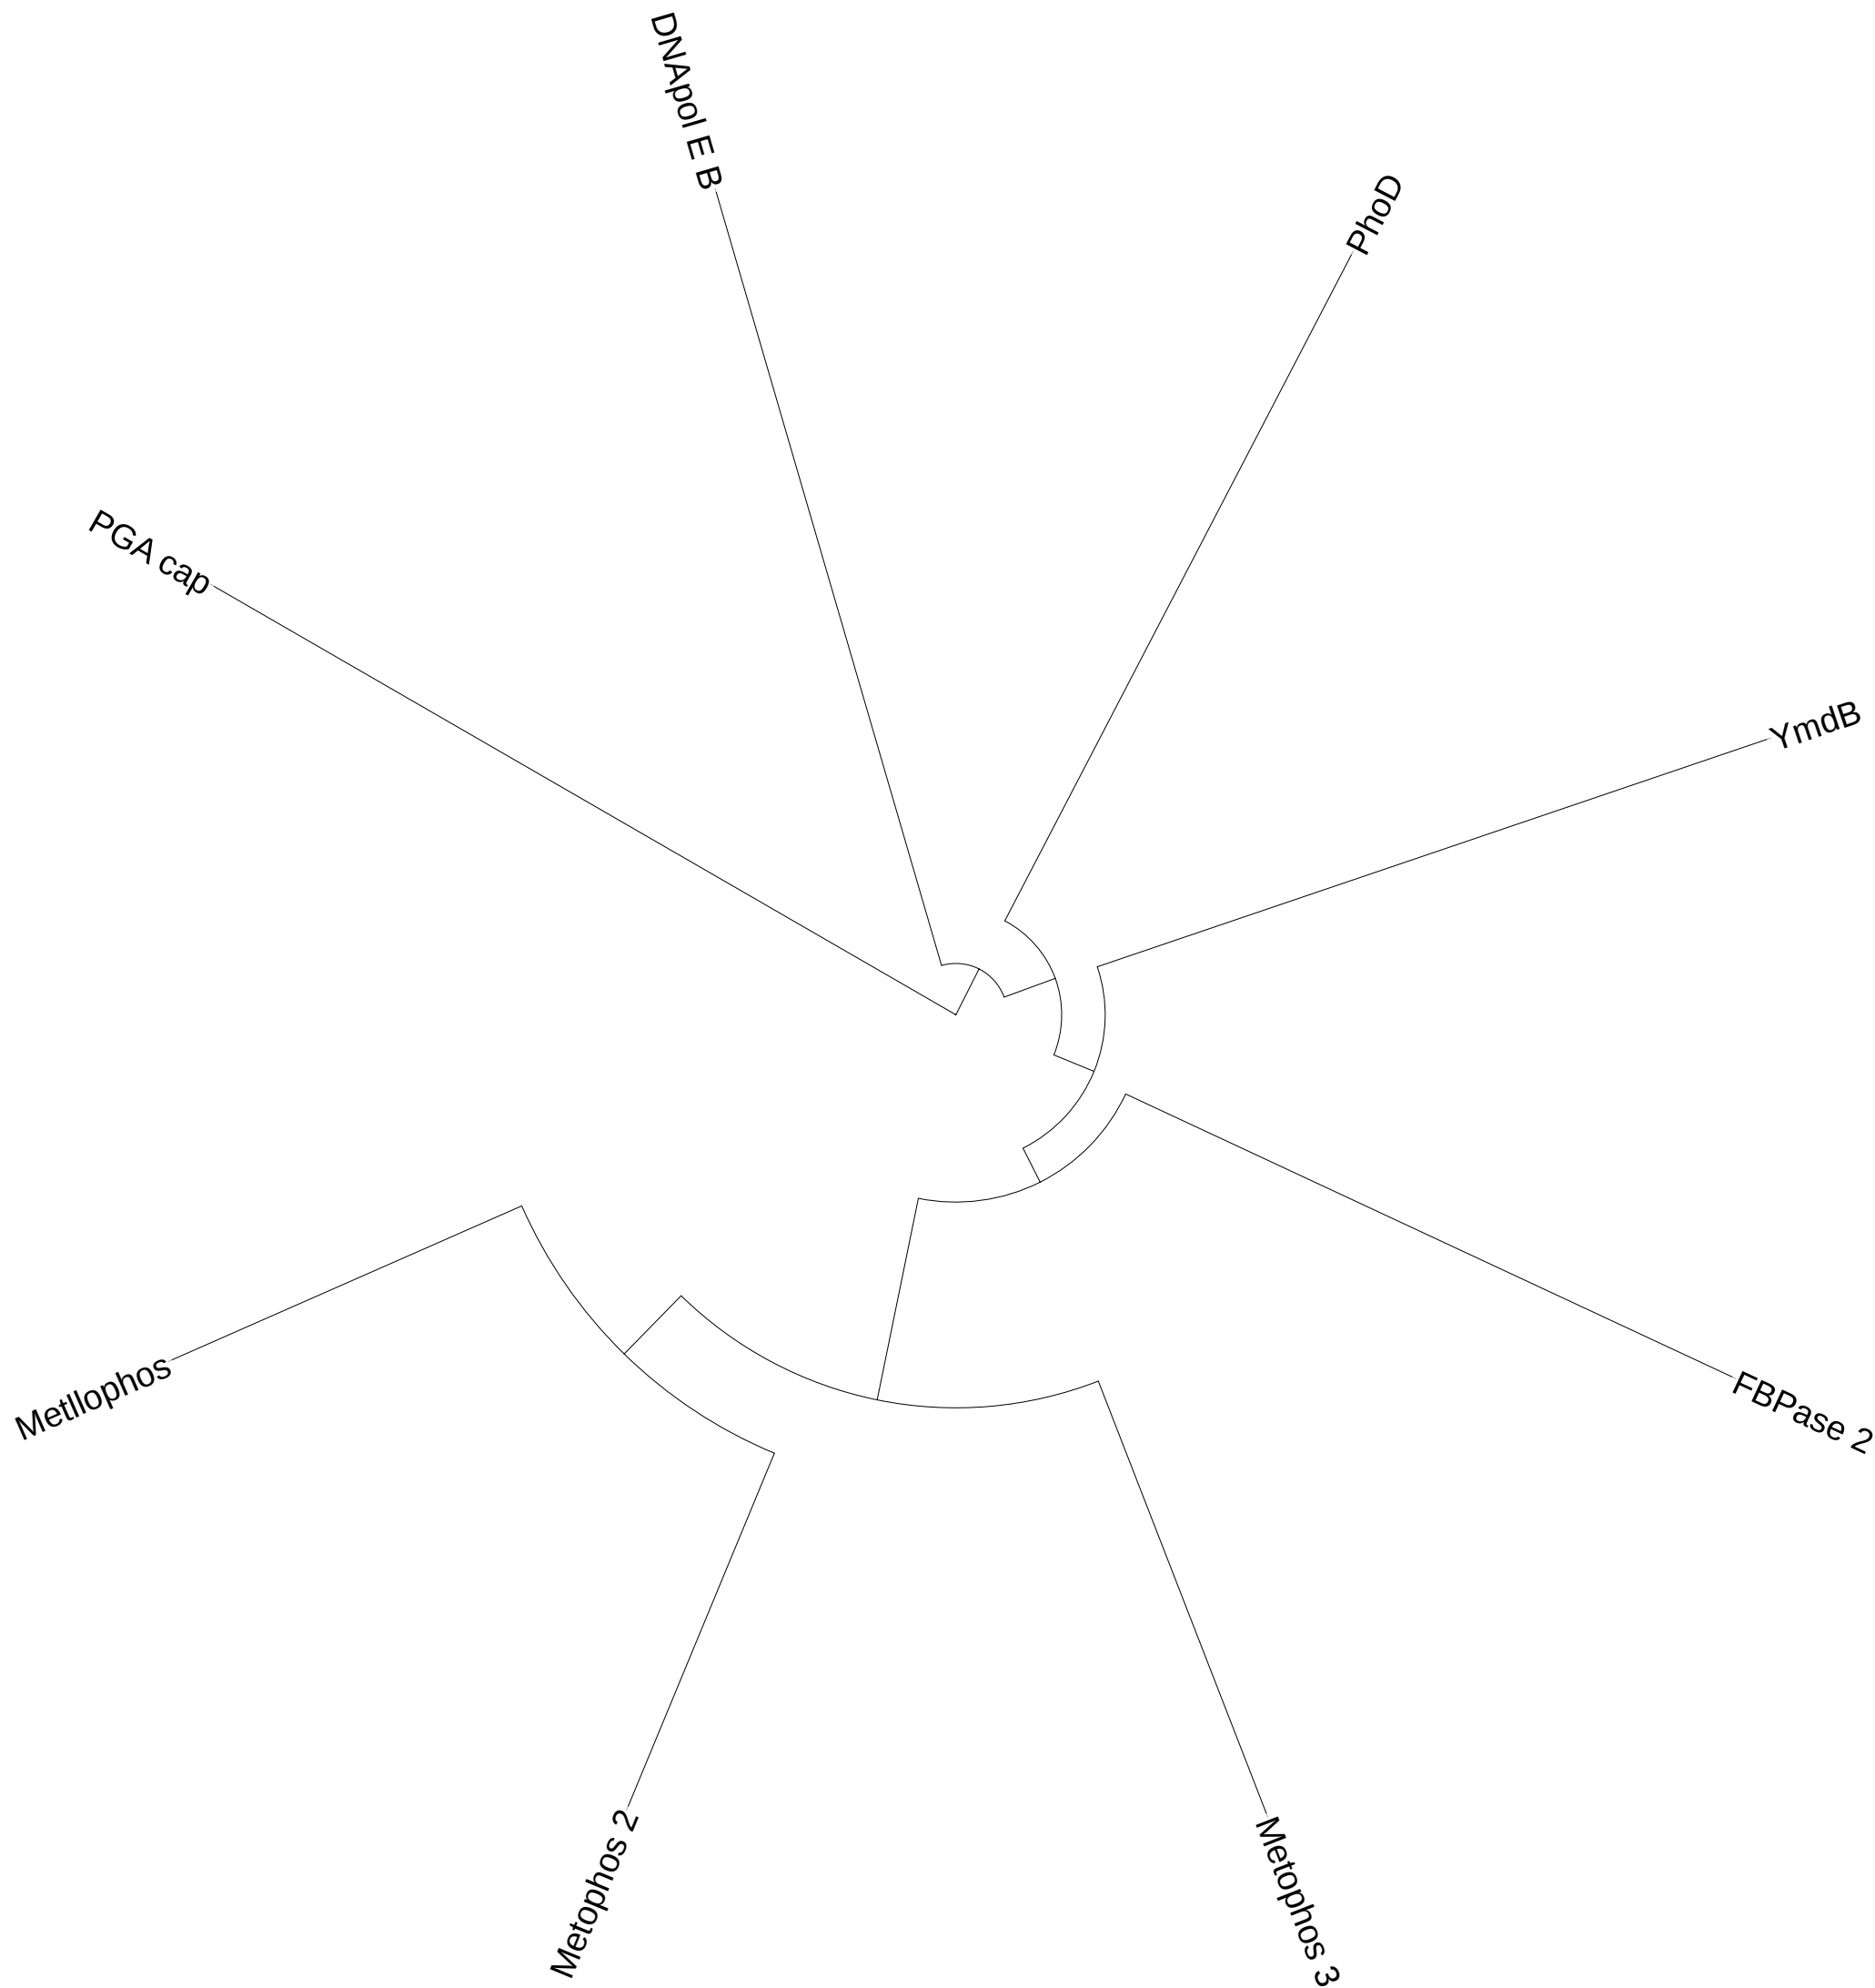 DNApol E B
PhoD
PGA cap
YmdB
Metllophos
FBPase 2
Metophos 2
Metophos 3